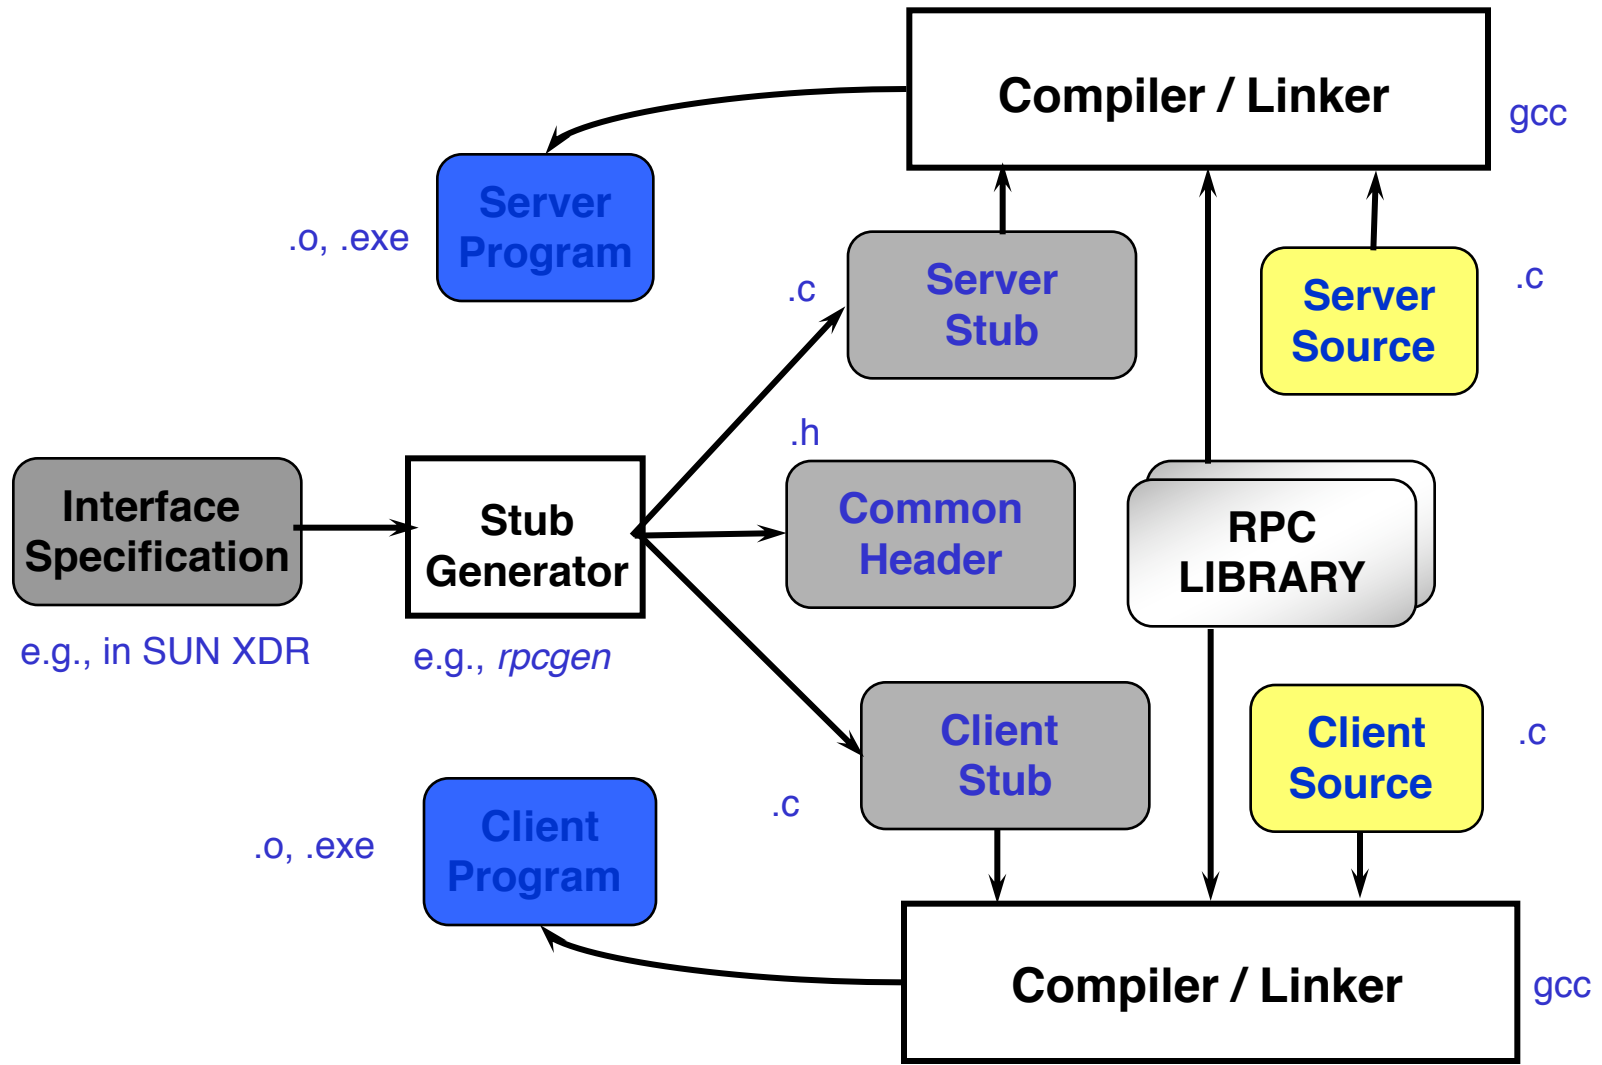 Compiler / Linker
gcc
Server
Program
.o, .exe
.c
Server
Stub
Server
Source
.c
.h
Interface
Specification
e.g., in SUN XDR
Stub
Generator
e.g., rpcgen
Common
Header
RPC
LIBRARY
Client
Stub
.c
Client
Source
.c
Client
Program
.o, .exe
Compiler / Linker
gcc